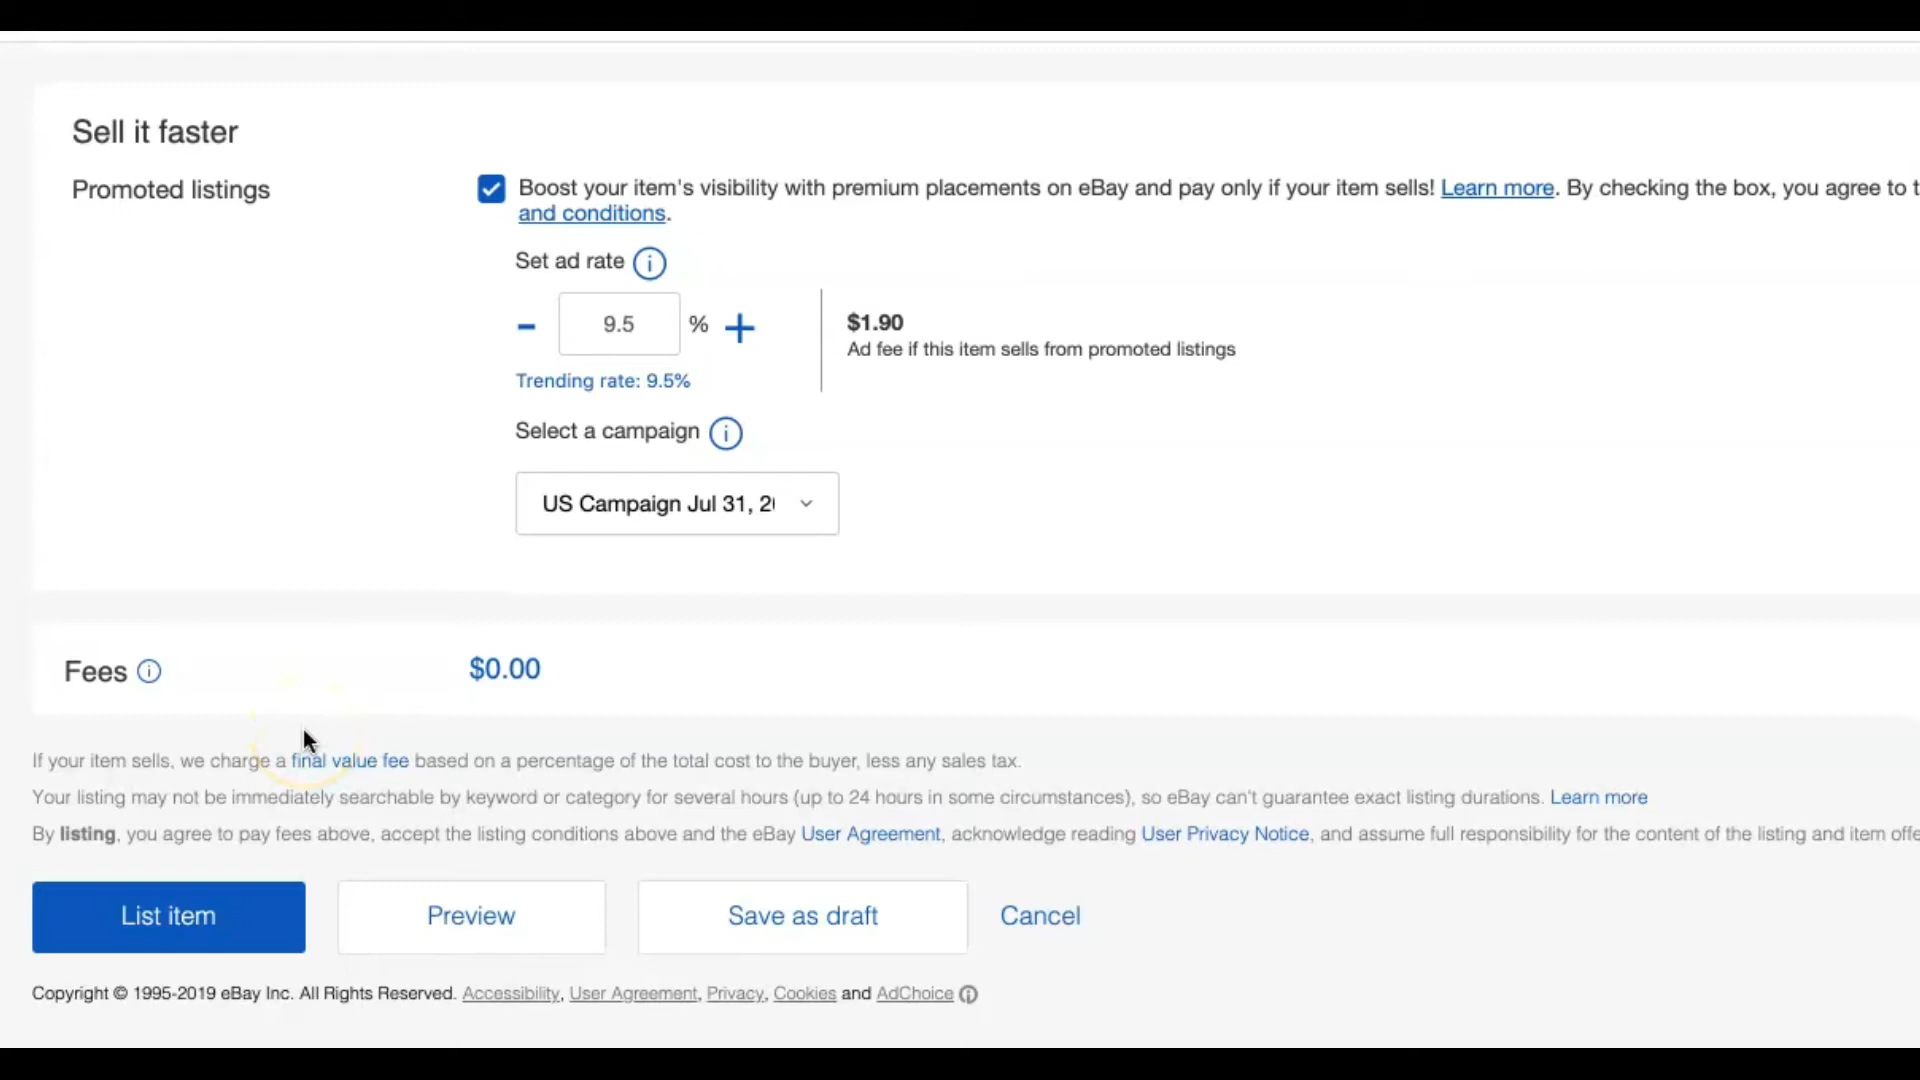 Sell it faster
Promoted listings
Boost your item's visibility with premium placements on eBay and pay only if your item sells! Learn more. By checking the box, you agree to
and conditions.
Set ad rate
- 9.5 % +
$1.90
Ad fee if this item sells from promoted listings
Trending rate: 9.5%
Select a campaign
US Campaign Jul 31,
Fees
$0.00
If your item sells, we charge a final value fee based on a percentage of the total cost to the buyer, less any sales tax.
Your listing may not be immediately searchable by keyword or category for several hours (up to 24 hours in some circumstances), so eBay can't guarantee exact listing durations. Learn more
By listing, you agree to pay fees above, accept the listing conditions above and the eBay User Agreement, acknowledge reading User Privacy Notice, and assume full responsibility for the content of the listing and item
List item
Preview
Save as draft
Cancel
Copyright © 1995-2019 eBay Inc. All Rights Reserved. Accessibility, User Agreement, Privacy, Cookies and AdChoice